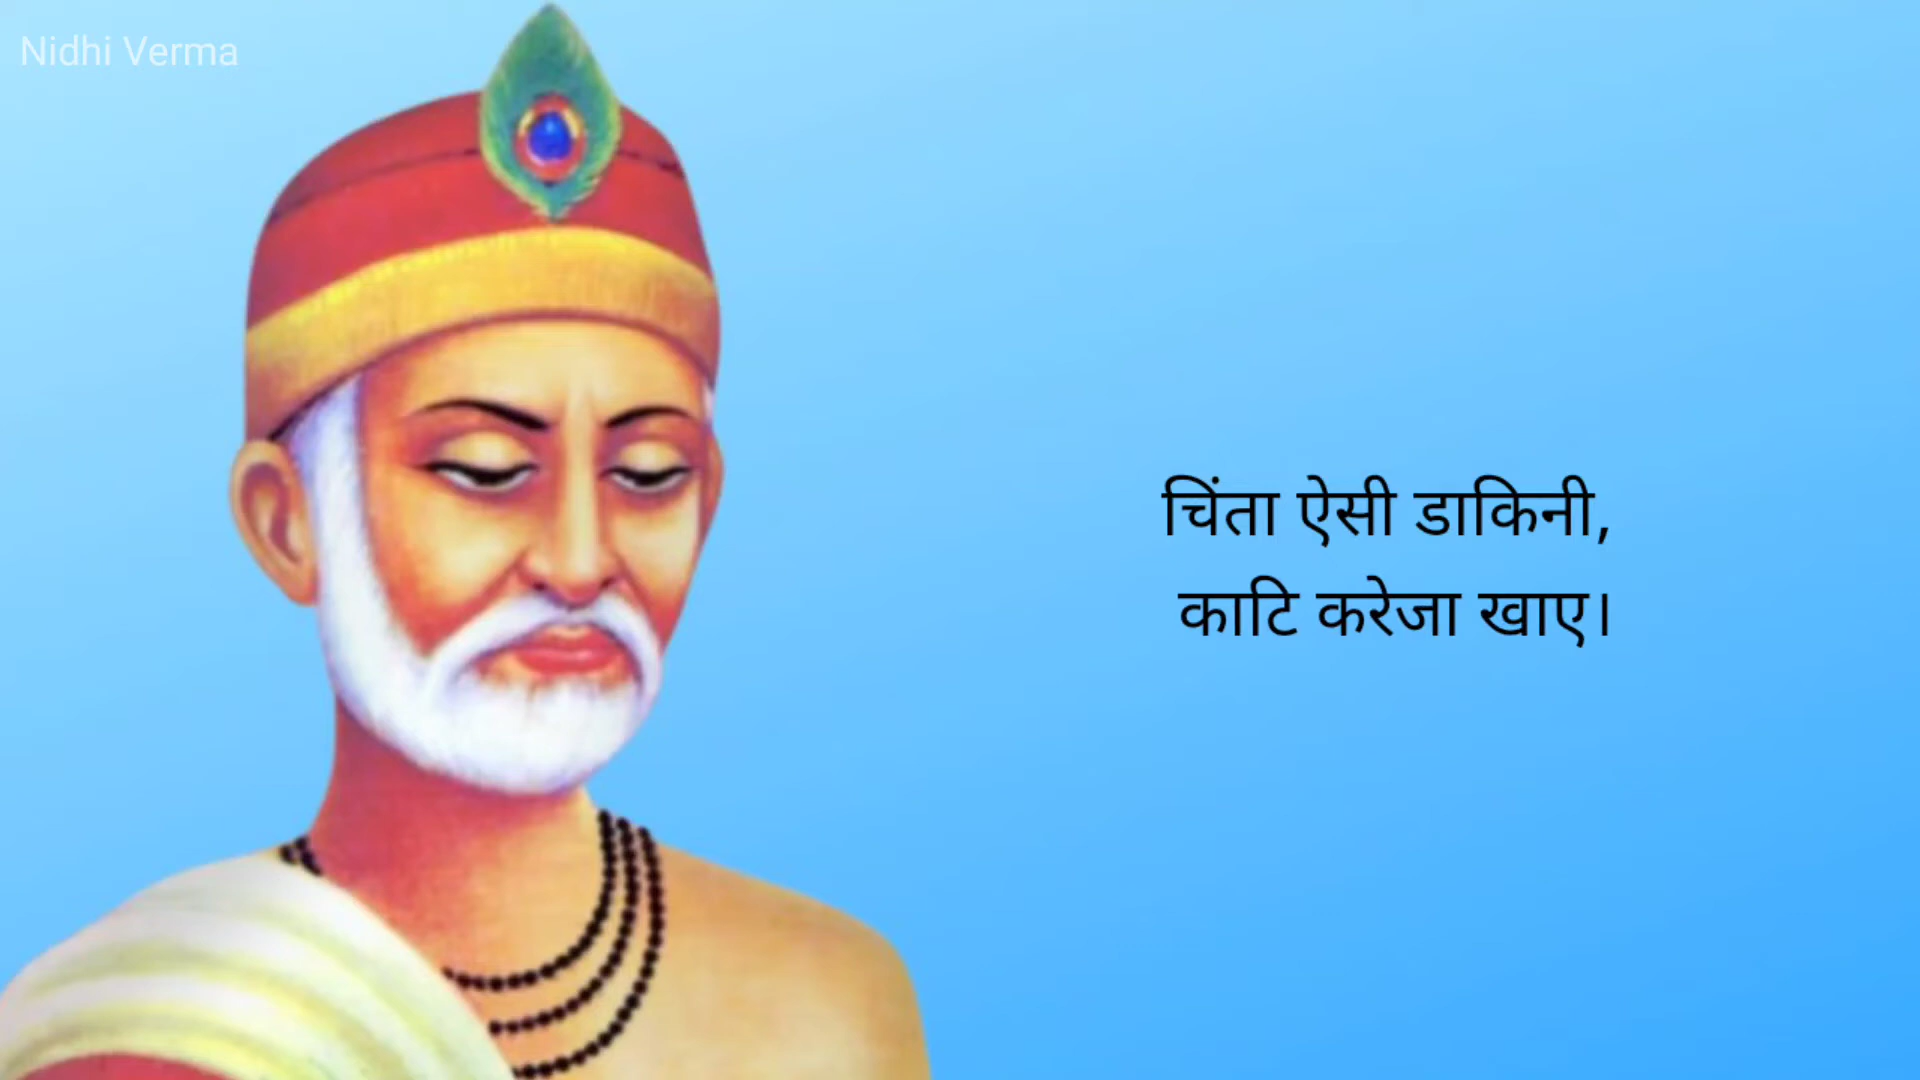 Nidhi Verma
चिंता ऐसी डाकिनी,
काटि करेजा खाए।